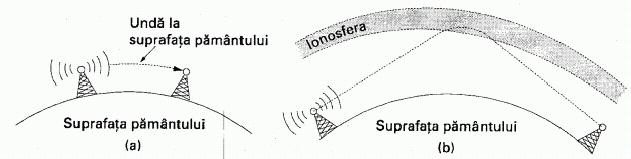 Undă la
suprafața pământului
Suprafața pământului
(a)
Ionosfera
Suprafața pământului
(b)